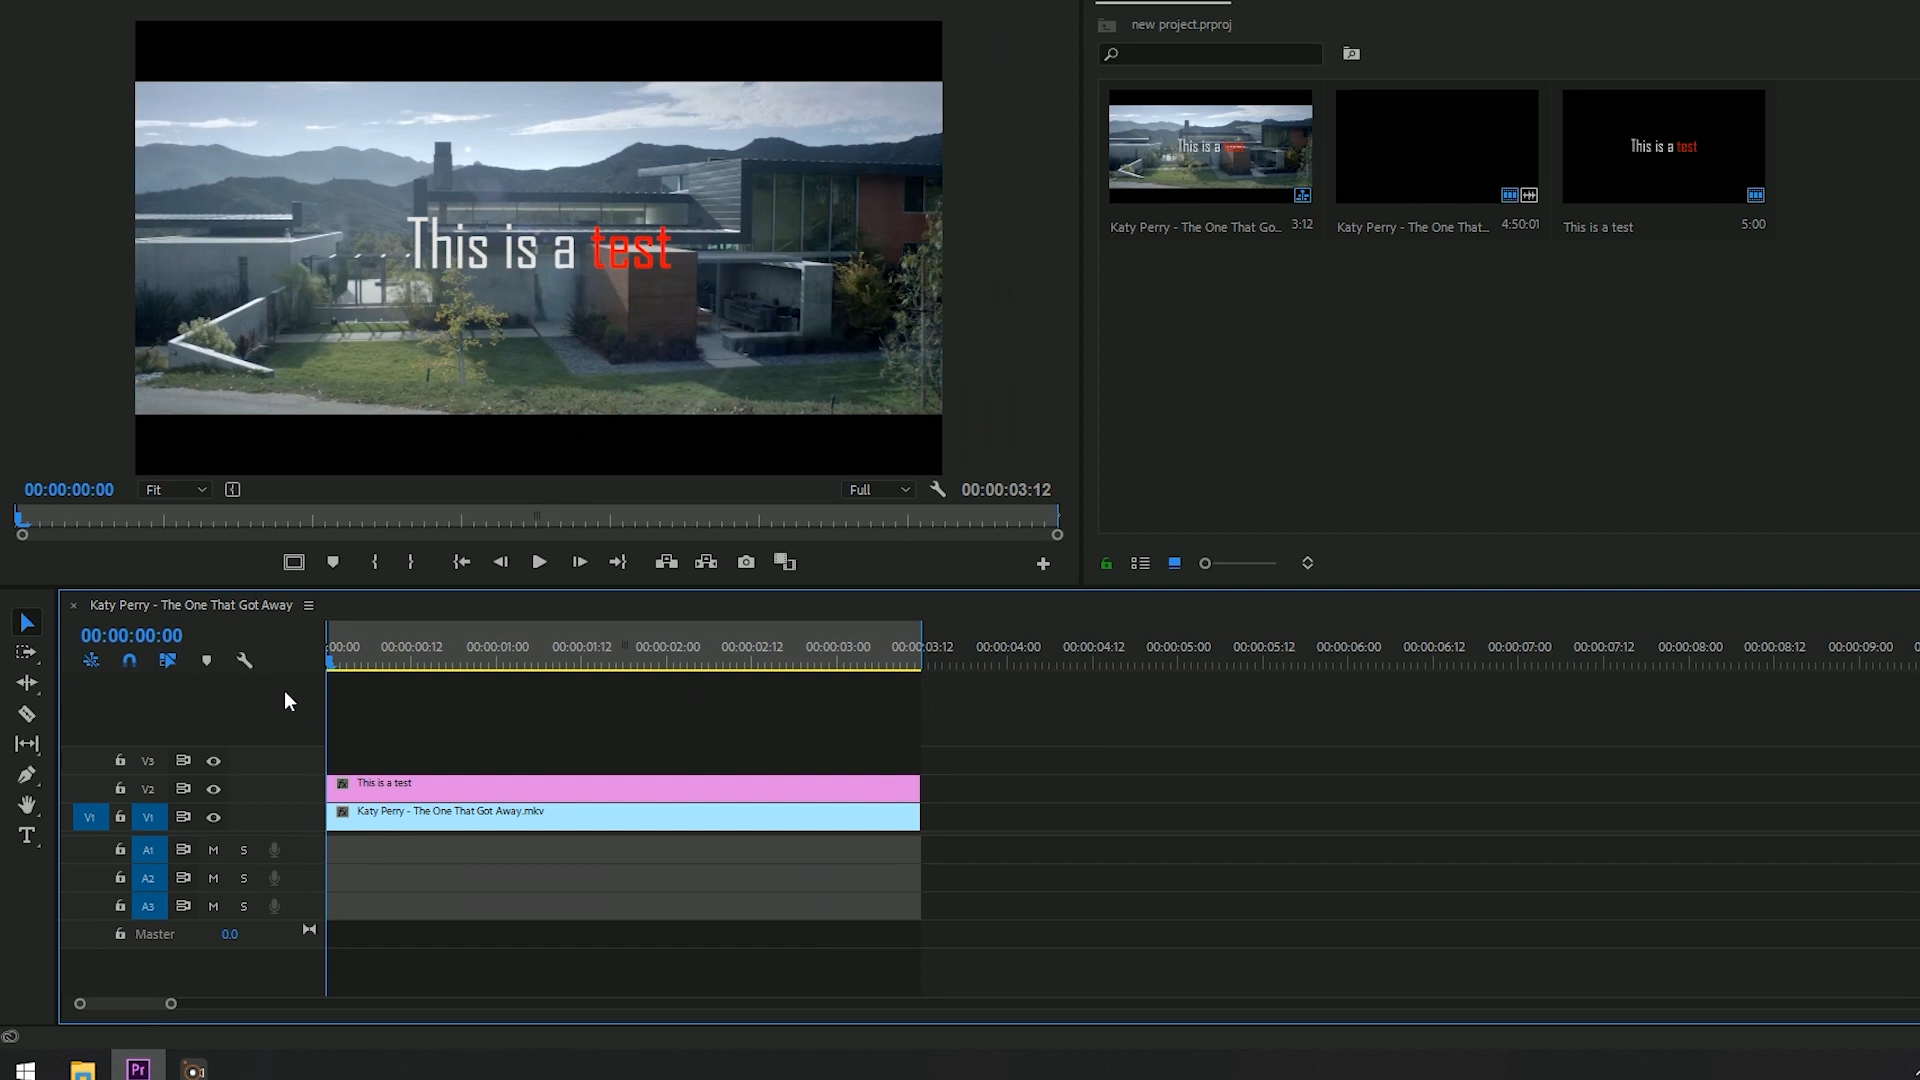 new project.prproj
This is a test
This is a test
This is a test
Katy Perry - The One That Go... 3:12
Katy Perry - The One That... 4:50:01
This is a test 5:00
00:00:00:00 Fit Full 00:00:03:12
Katy Perry - The One That Got Away
00:00:00:00
:00:00 00:00:00:12 00:00:01:00 00:00:01:12 00:00:02:00 00:00:02:12 00:00:03:00 00:00:03:12 00:00:04:00 00:00:04:12 00:00:05:00 00:00:05:12 00:00:06:00 00:00:06:12 00:00:07:00 00:00:07:12 00:00:08:00 00:00:08:12 00:00:09:00
V3
V2 This is a test
V1 V1 Katy Perry - The One That Got Away.mkv
A1 M S
A2 M S
A3 M S
Master 0.0
T
Pr